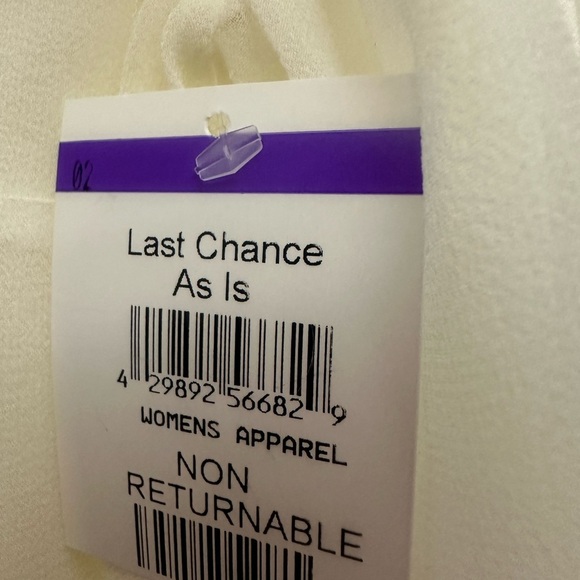 02
Last Chance
As Is
4 29892 56682 9
WOMENS APPAREL
NON
RETURNABLE